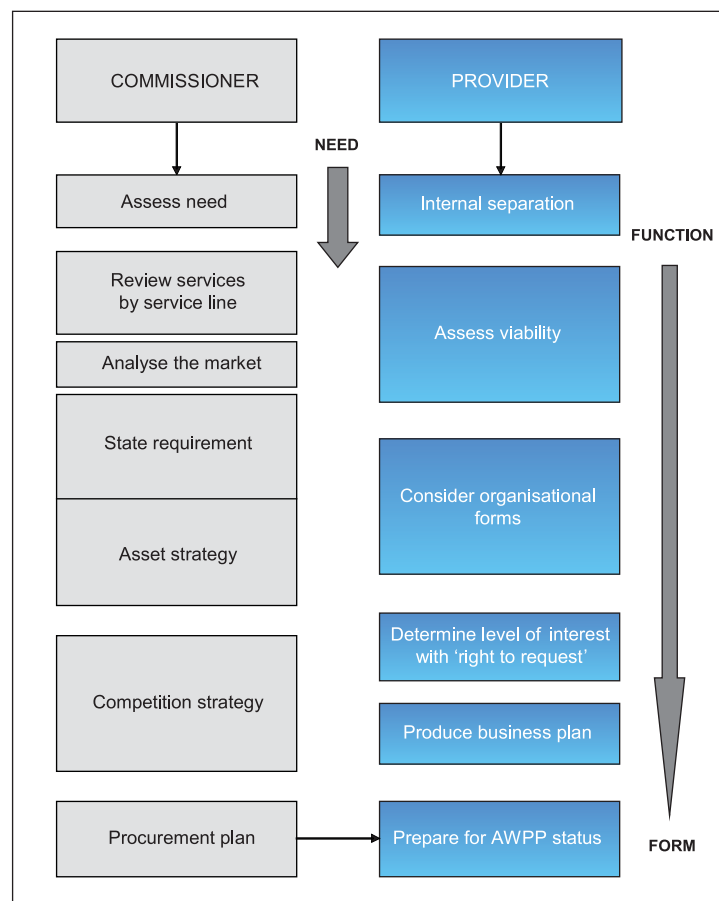 COMMISSIONER
PROVIDER
NEED
Assess need
Internal separation
FUNCTION
Review services
by service line
Assess viability
Analyse the market
State requirement
Consider organisational
forms
Asset strategy
Determine level of interest
with ‘right to request’
Competition strategy
Produce business plan
Procurement plan
Prepare for AWPP status
FORM